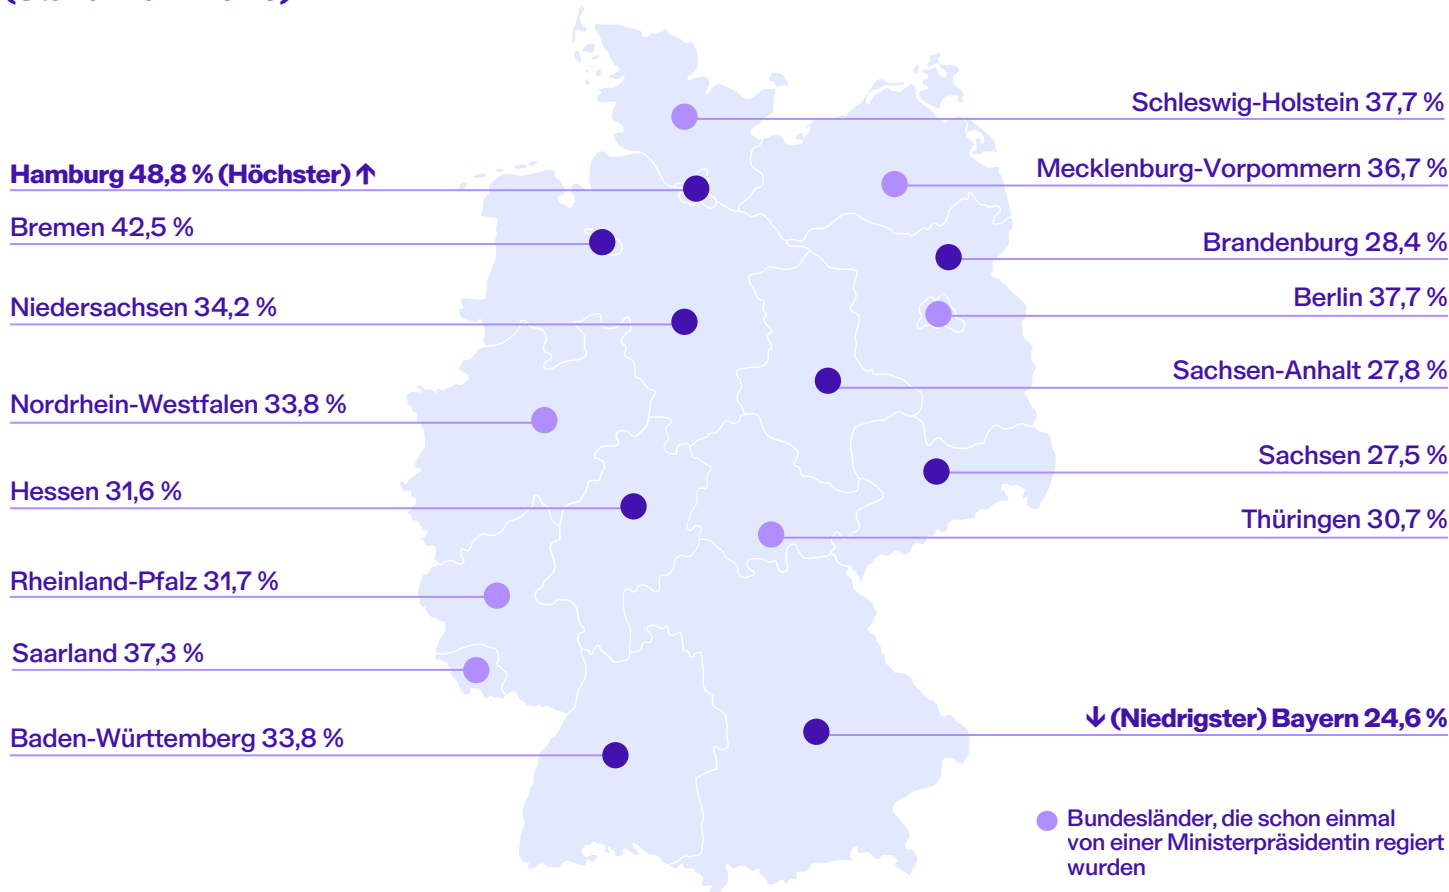 Schleswig-Holstein 37,7 %
Hamburg 48,8 % (Höchster) ↑
Mecklenburg-Vorpommern 36,7 %
Bremen 42,5 %
Brandenburg 28,4 %
Berlin 37,7 %
Niedersachsen 34,2 %
Sachsen-Anhalt 27,8 %
Nordrhein-Westfalen 33,8 %
Sachsen 27,5 %
Hessen 31,6 %
Thüringen 30,7 %
Rheinland-Pfalz 31,7 %
Saarland 37,3 %
↓ (Niedrigster) Bayern 24,6 %
Baden-Württemberg 33,8 %
Bundesländer, die schon einmal
von einer Ministerpräsidentin regiert
wurden